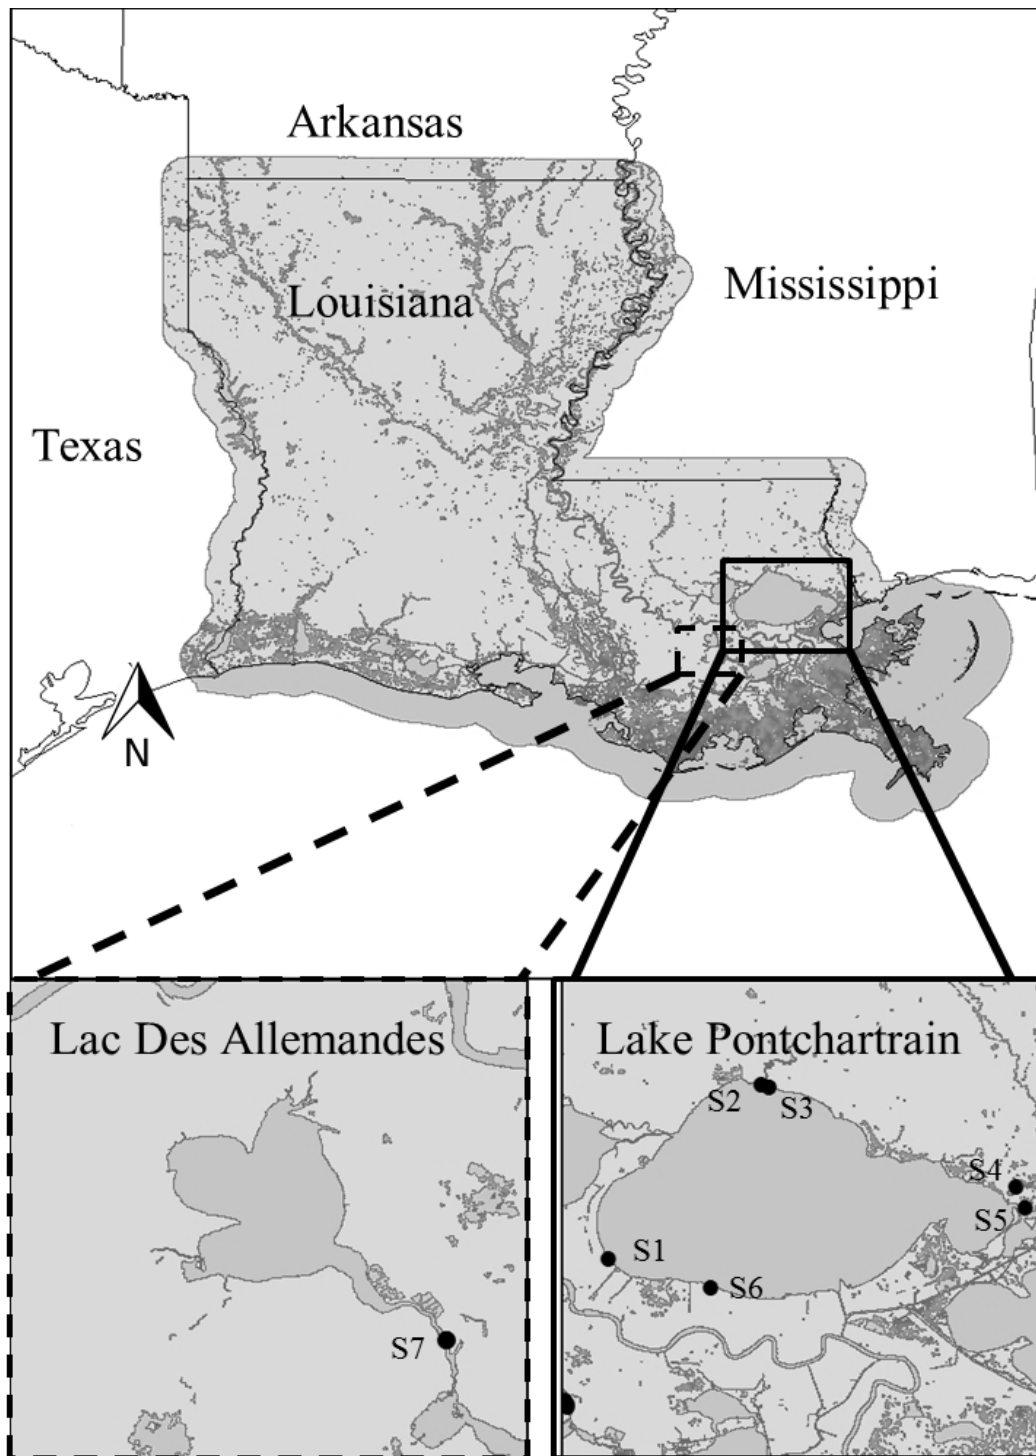 Arkansas
Mississippi
Louisiana
Texas
N
Lac Des Allemandes
Lake Pontchartrain
S2
S3
S4
S5
S1
S6
S7